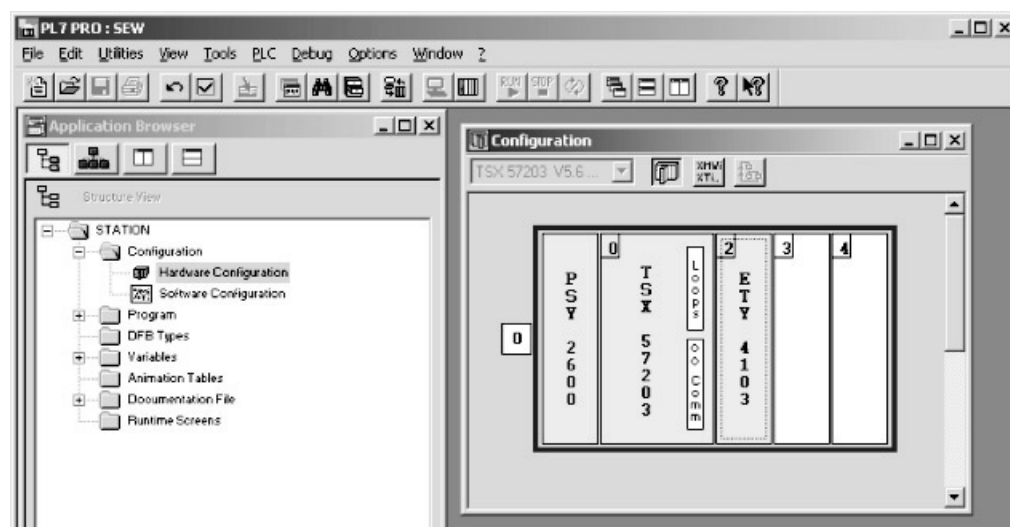 PL7 PRO : SEW
File Edit Utilities View Tools PLC Debug Options Window ?
RUN STOP
Application Browser
Structure View
STATION
Configuration
Hardware Configuration
Software Configuration
Program
DFB Types
Variables
Animation Tables
Documentation File
Runtime Screens
Configuration
TSX 57203 V5.6 ...
0
PSY 2600
0
TSX 57203
Loops
Comm
2
ETY 4103
3
4